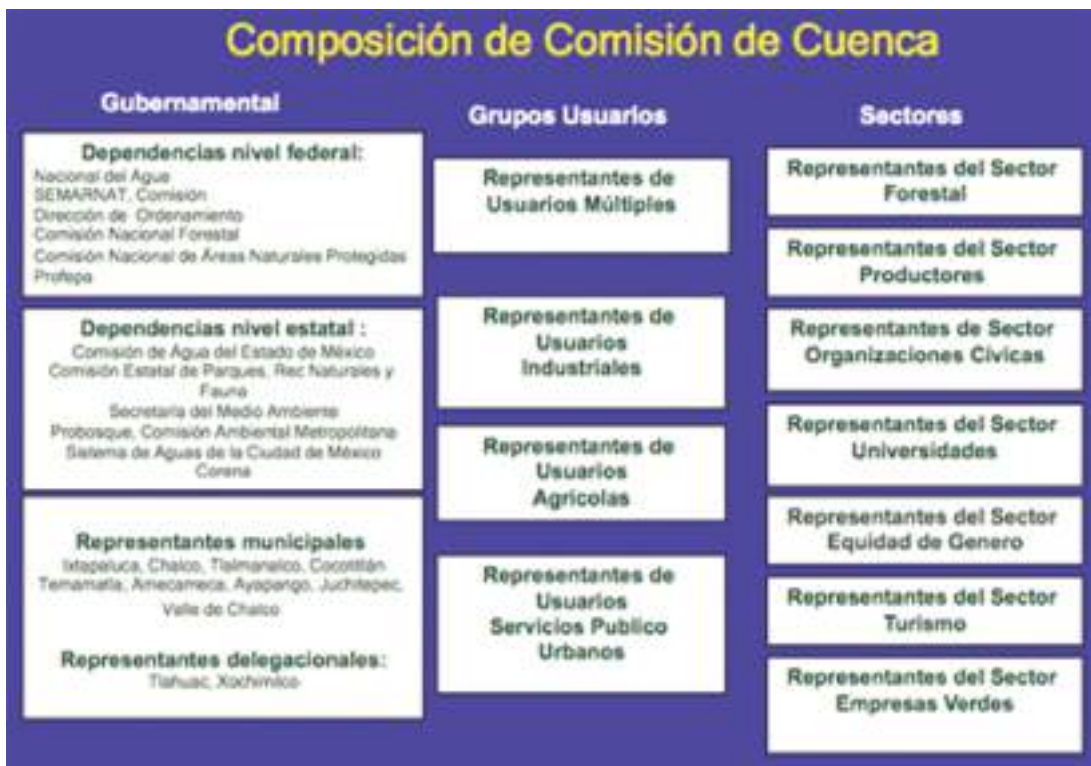 Composición de Comisión de Cuenca
Gubernamental
Dependencias nivel federal:
Nacional del Agua
SEMARNAT, Comisión
Dirección de Ordenamiento
Comisión Nacional Forestal
Comisión Nacional de Áreas Naturales Protegidas
Profepa
Dependencias nivel estatal :
Comisión de Agua del Estado de México
Comisión Estatal de Parques, Rec Naturales y
Fauna
Secretaría del Medio Ambiente
Probosque, Comisión Ambiental Metropolitana
Sistema de Aguas de la Ciudad de México
Corena
Representantes municipales
Ixtapaluca, Chalco, Tlalmanalco, Cocotitlán
Temamatla, Amecameca, Ayapango, Juchitepec,
Valle de Chalco
Representantes delegacionales:
Tlahuac, Xochimilco
Grupos Usuarios
Representantes de
Usuarios Múltiples
Representantes de
Usuarios
Industriales
Representantes de
Usuarios
Agrícolas
Representantes de
Usuarios
Servicios Publico
Urbanos
Sectores
Representantes del Sector
Forestal
Representantes del Sector
Productores
Representantes de Sector
Organizaciones Cívicas
Representantes del Sector
Universidades
Representantes del Sector
Equidad de Genero
Representantes del Sector
Turismo
Representantes del Sector
Empresas Verdes